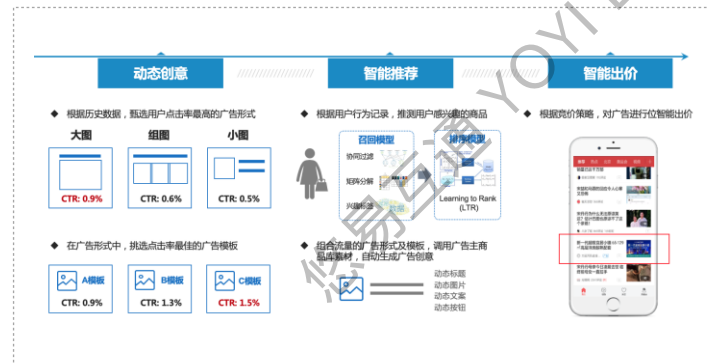 动态创意
智能推荐
智能出价
◆ 根据历史数据，甄选用户点击率最高的广告形式
大图
组图
小图
CTR: 0.9%
CTR: 0.6%
CTR: 0.5%
◆ 在广告形式中，挑选点击率最佳的广告模板
A模板
B模板
C模板
CTR: 0.9%
CTR: 1.3%
CTR: 1.5%
◆ 根据用户行为记录，推测用户感兴趣的商品
召回模型
协同过滤
矩阵分解
兴趣标签
数据
排序模型
Learning to Rank
(LTR)
◆ 组合流量的广告形式及模板，调用广告主商
品库素材，自动生成广告创意
动态标题
动态图片
动态文案
动态按钮
◆ 根据竞价策略，对广告进行位智能出价
悠易互通 YOYI